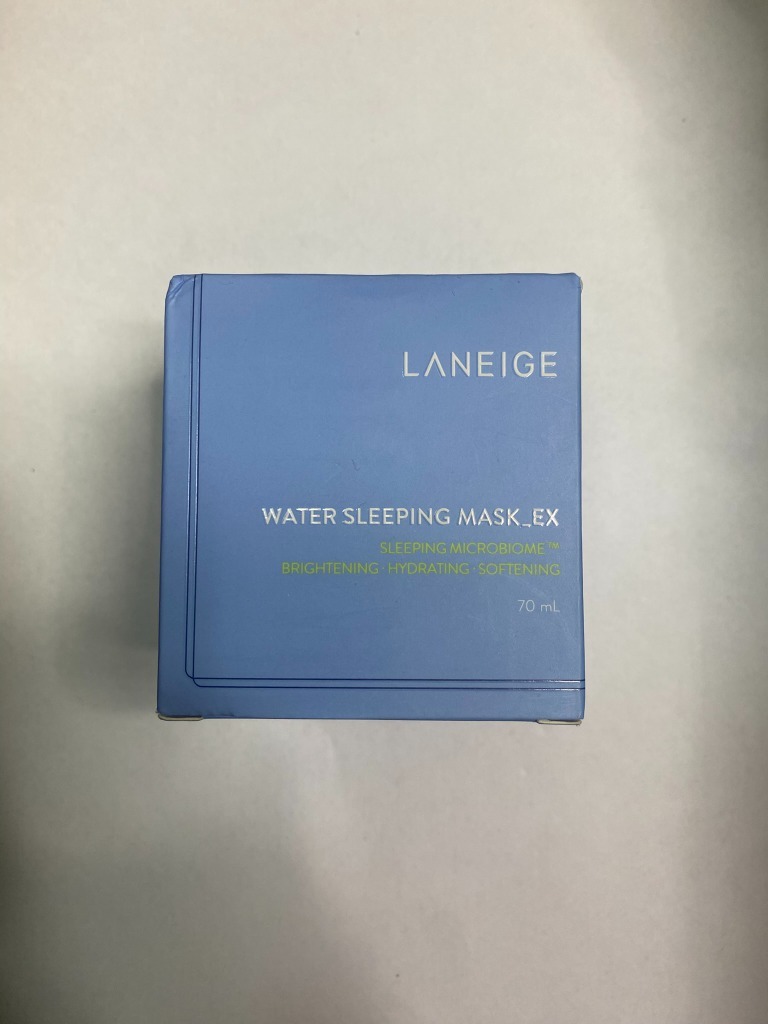 LANEIGE
WATER SLEEPING MASK_EX
SLEEPING MICROBIOME™
BRIGHTENING · HYDRATING · SOFTENING
70 mL